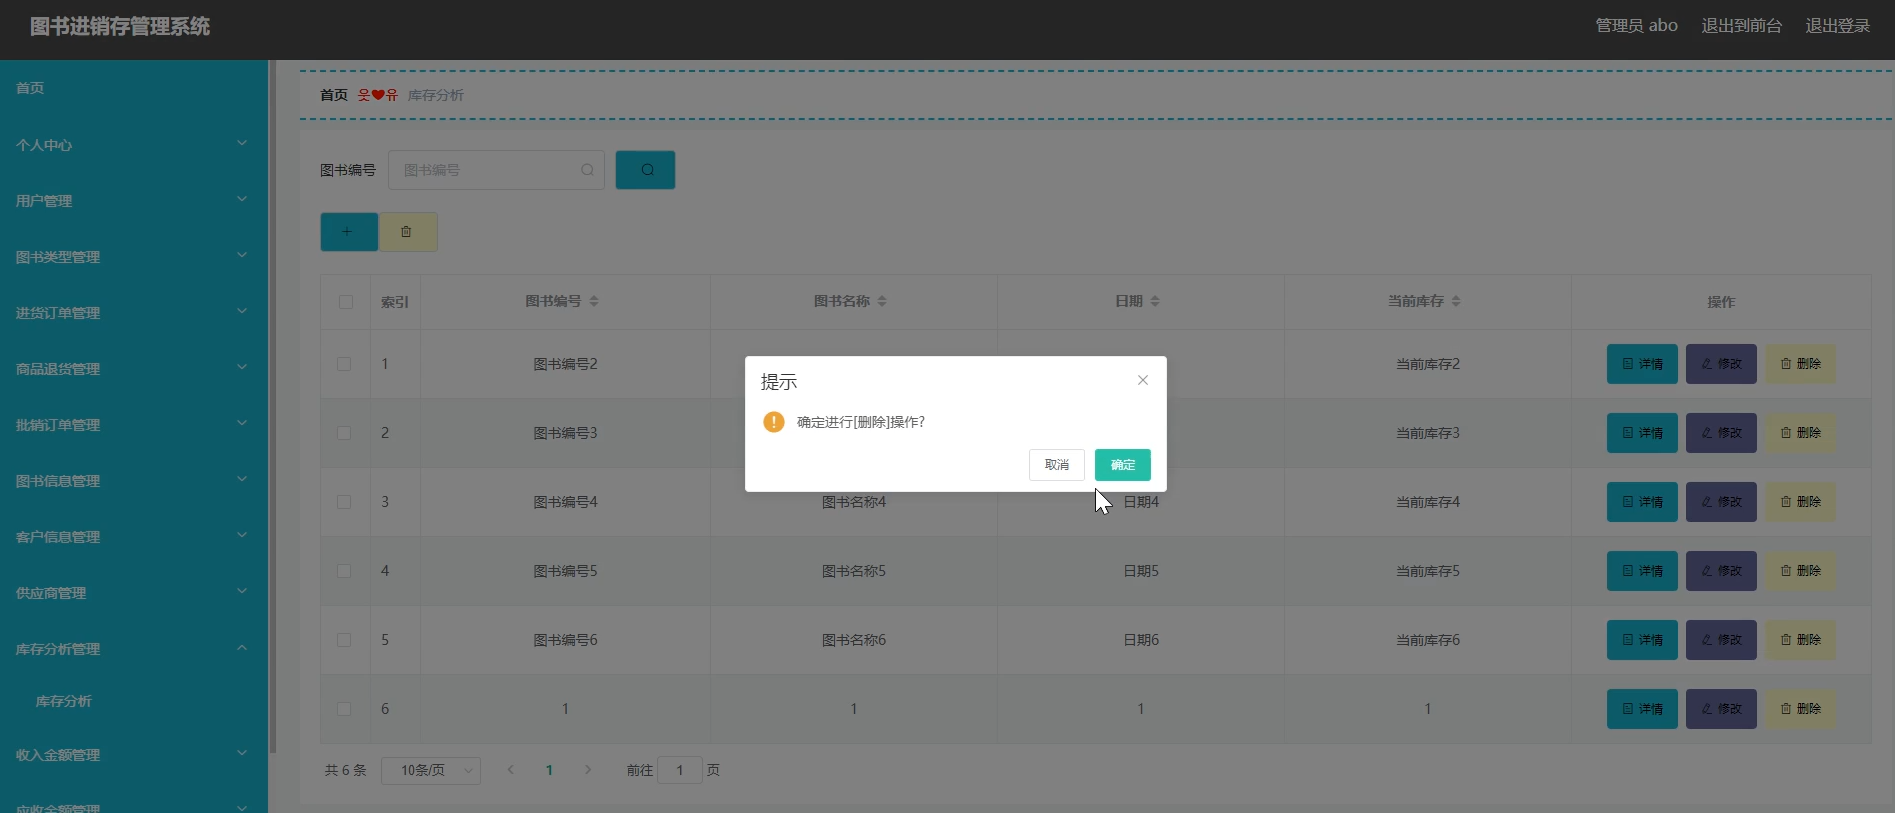 图书进销存管理系统
管理员 abo 退出到前台 退出登录
首页
个人中心
用户管理
图书类型管理
进货订单管理
商品退货管理
批销订单管理
图书信息管理
客户信息管理
供应商管理
库存分析管理
库存分析
收入金额管理
应收金额管理
首页 웃❤유 库存分析
图书编号 图书编号
索引 图书编号 图书名称 日期 当前库存 操作
1 图书编号2 当前库存2 详情 修改 删除
2 图书编号3 当前库存3 详情 修改 删除
3 图书编号4 图书名称4 日期4 当前库存4 详情 修改 删除
4 图书编号5 图书名称5 日期5 当前库存5 详情 修改 删除
5 图书编号6 图书名称6 日期6 当前库存6 详情 修改 删除
6 1 1 1 1 详情 修改 删除
共 6 条 10条/页 1 前往 1 页
提示
确定进行[删除]操作?
取消 确定